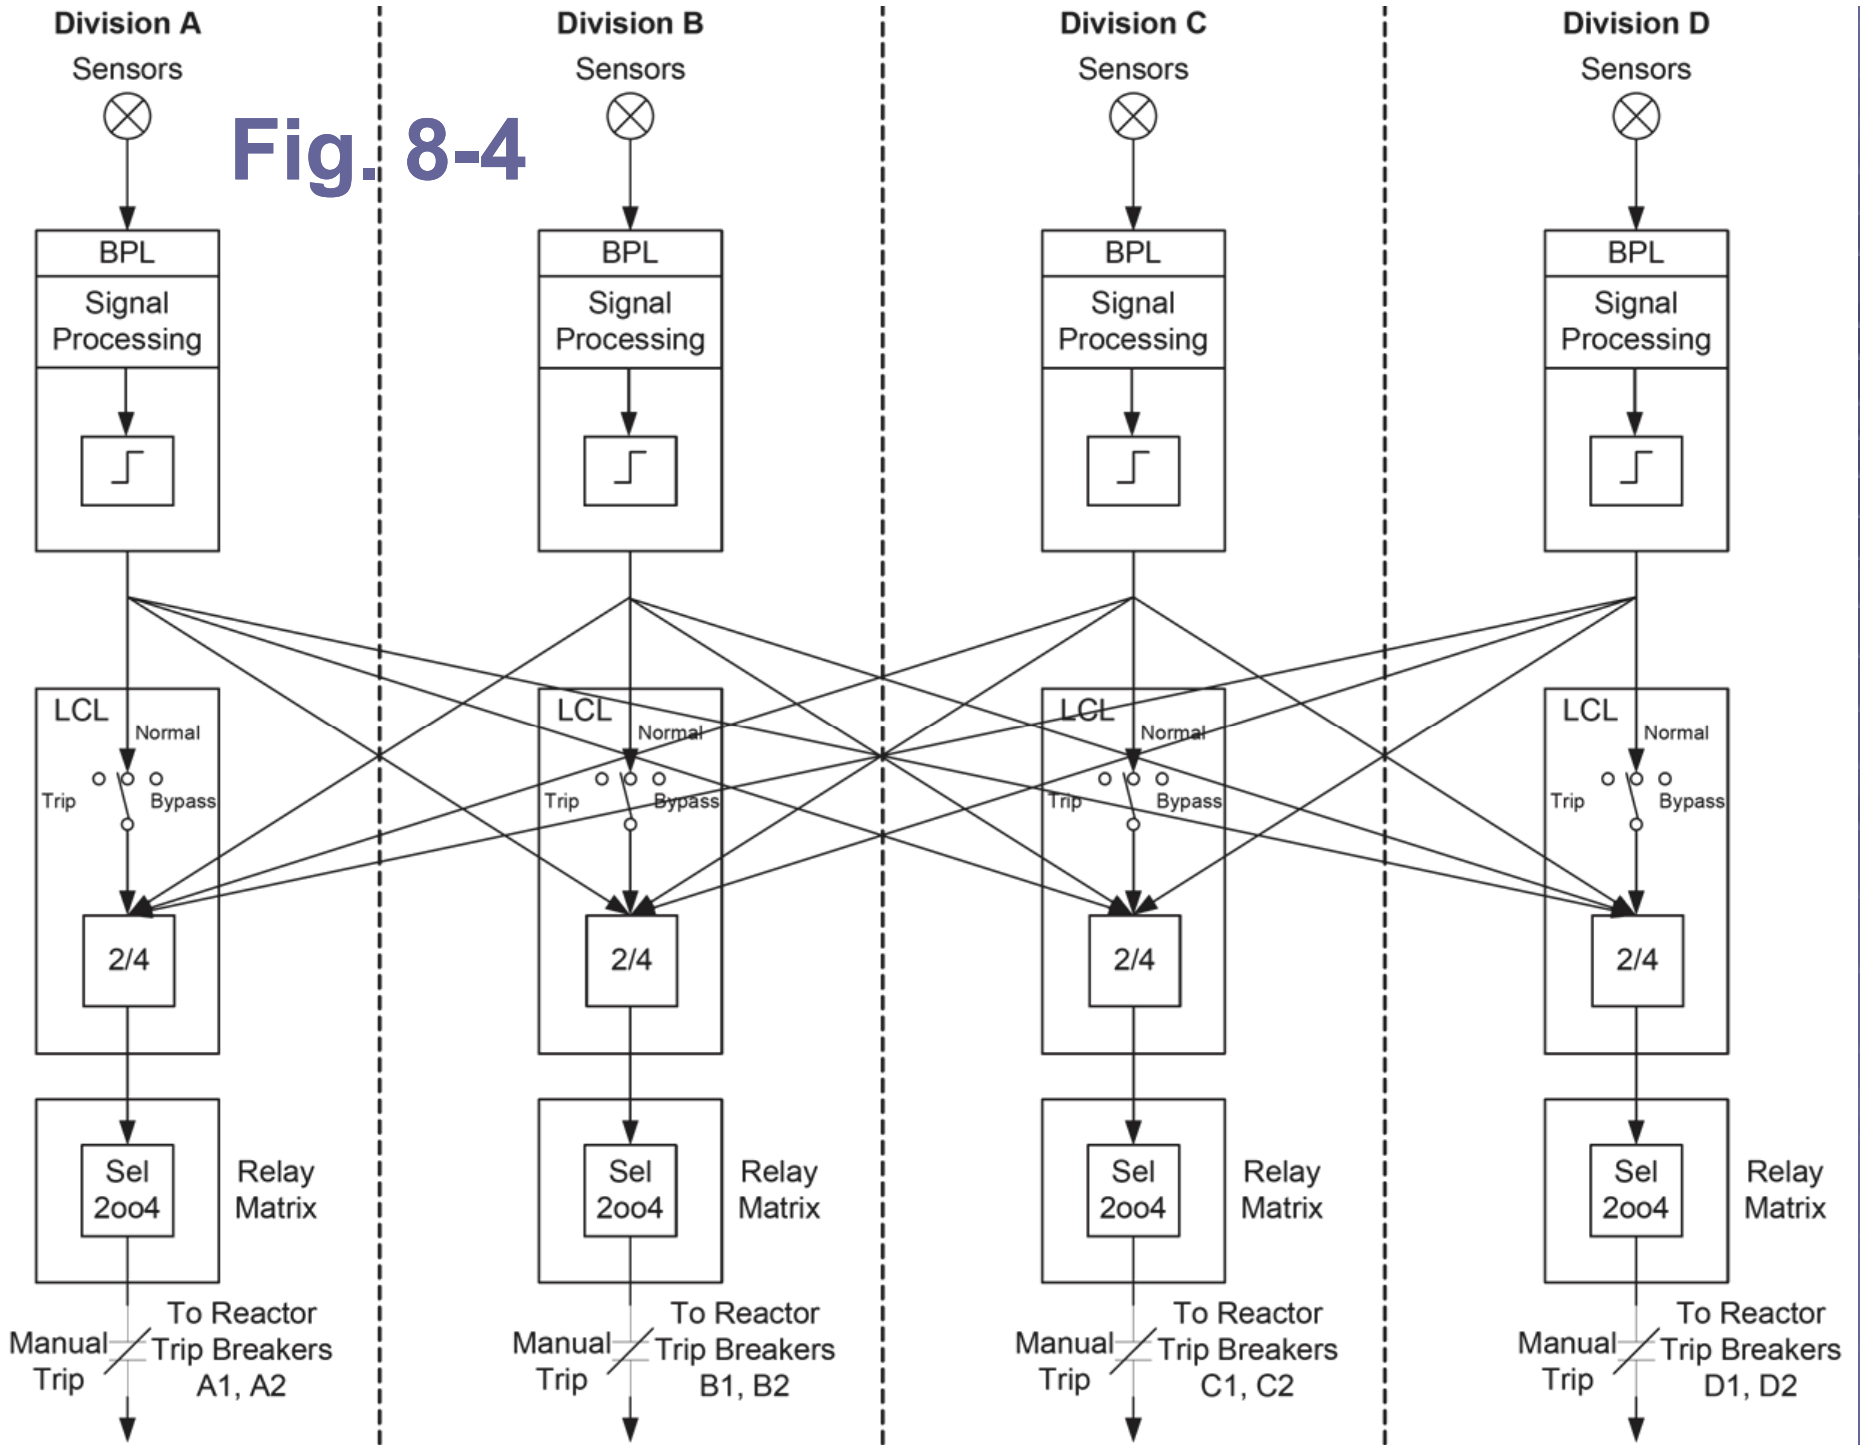 Division A
Division B
Division C
Division D
Sensors
Sensors
Sensors
Sensors
Fig. 8-4
BPL
BPL
BPL
BPL
Signal
Processing
Signal
Processing
Signal
Processing
Signal
Processing
LCL
Normal
Trip
Bypass
LCL
Normal
Trip
Bypass
LCL
Normal
Trip
Bypass
LCL
Normal
Trip
Bypass
2/4
2/4
2/4
2/4
Sel
2oo4
Relay
Matrix
Sel
2oo4
Relay
Matrix
Sel
2oo4
Relay
Matrix
Sel
2oo4
Relay
Matrix
Manual
Trip
To Reactor
Trip Breakers
A1, A2
Manual
Trip
To Reactor
Trip Breakers
B1, B2
Manual
Trip
To Reactor
Trip Breakers
C1, C2
Manual
Trip
To Reactor
Trip Breakers
D1, D2